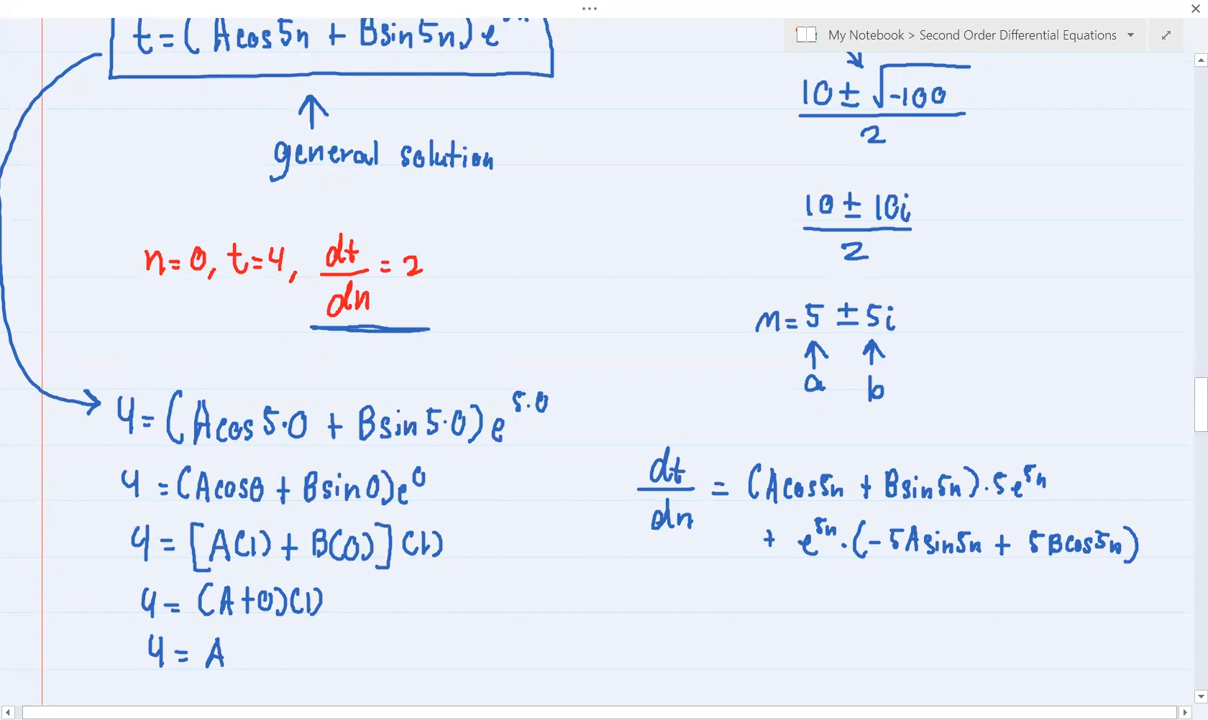 My Notebook > Second Order Differential Equations
t=(Acos5n + Bsin5n)e^5n
general solution
n=0, t=4, dt/dn = 2
4=(Acos5·0 + Bsin5·0)e^5·0
4=(Acos0 + Bsin0)e^0
4=[A(1) + B(0)](1)
4=(A+0)(1)
4=A
10 ± √-100
2
10 ± 10i
2
m=5 ± 5i
a b
dt/dn = (Acos5n + Bsin5n)·5e^5n
+ e^5n·(-5Asin5n + 5Bcos5n)